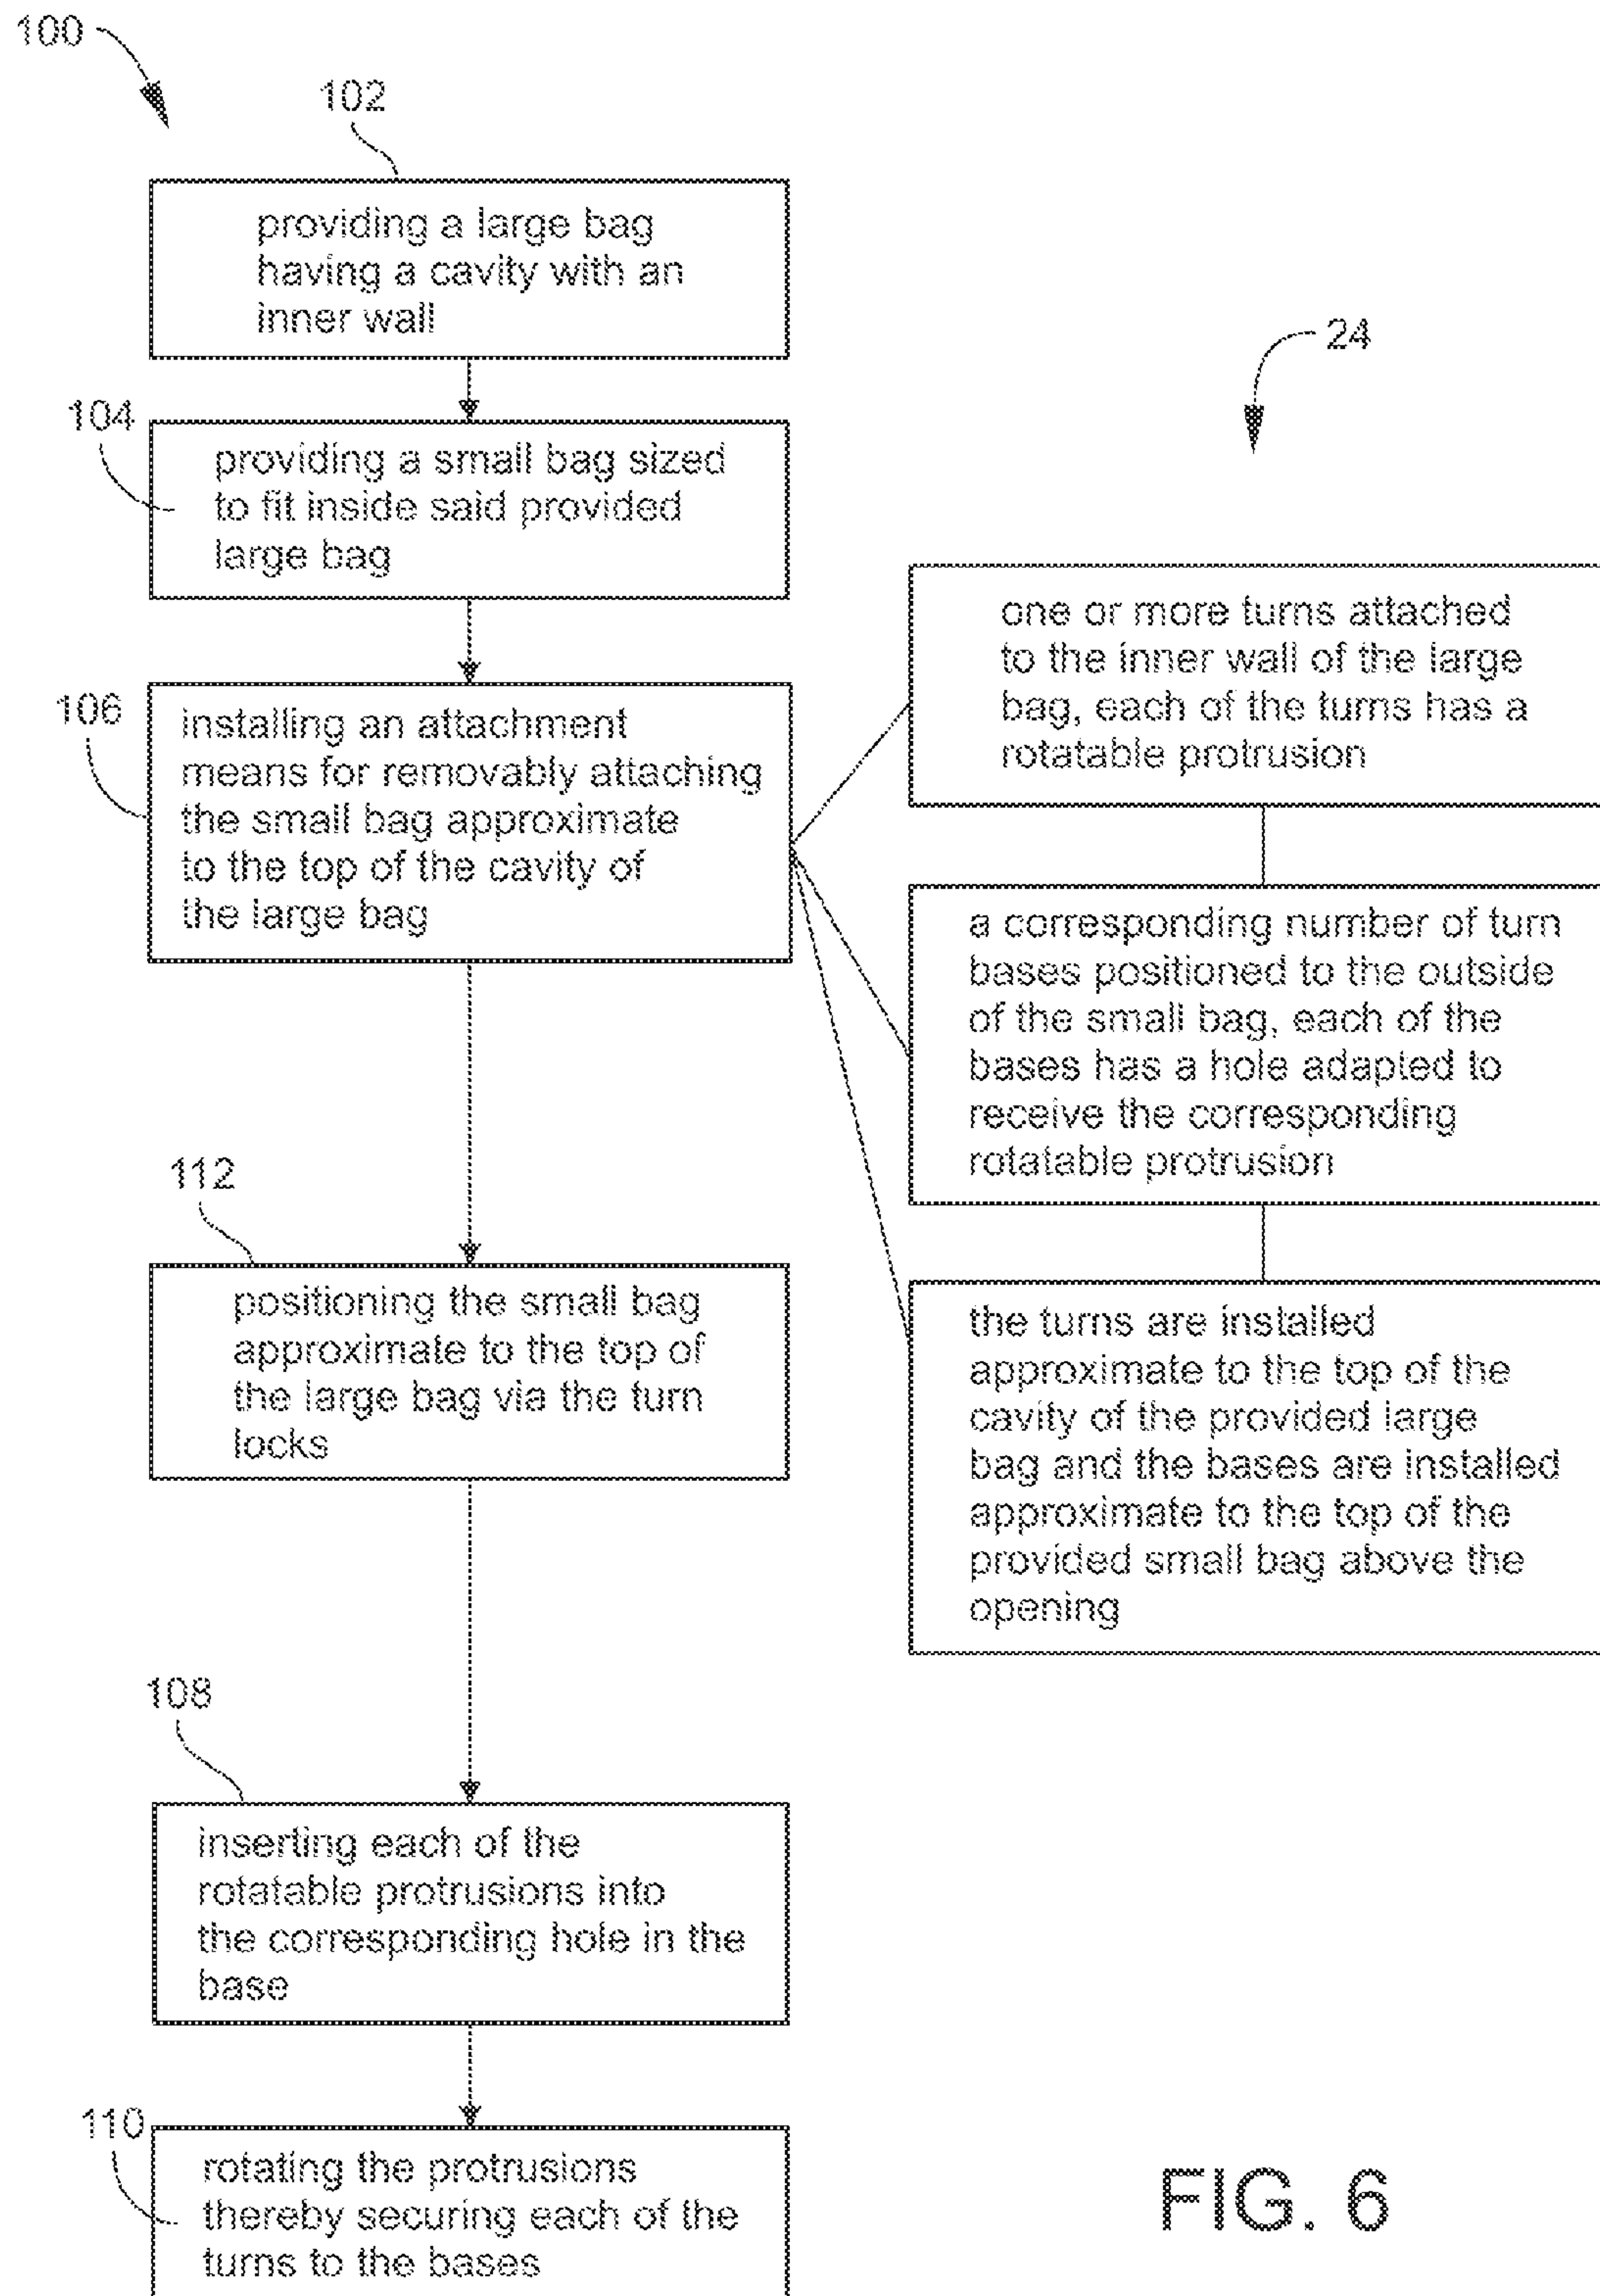 100
102
providing a large bag
having a cavity with an
inner wall
104
providing a small bag sized
to fit inside said provided
large bag
106
installing an attachment
means for removably attaching
the small bag approximate
to the top of the cavity of
the large bag
112
positioning the small bag
approximate to the top of
the large bag via the turn
locks
108
inserting each of the
rotatable protrusions into
the corresponding hole in the
base
110
rotating the protrusions
thereby securing each of the
turns to the bases
24
one or more turns attached
to the inner wall of the large
bag, each of the turns has a
rotatable protrusion
a corresponding number of turn
bases positioned to the outside
of the small bag, each of the
bases has a hole adapted to
receive the corresponding
rotatable protrusion
the turns are installed
approximate to the top of the
cavity of the provided large
bag and the bases are installed
approximate to the top of the
provided small bag above the
opening
FIG. 6